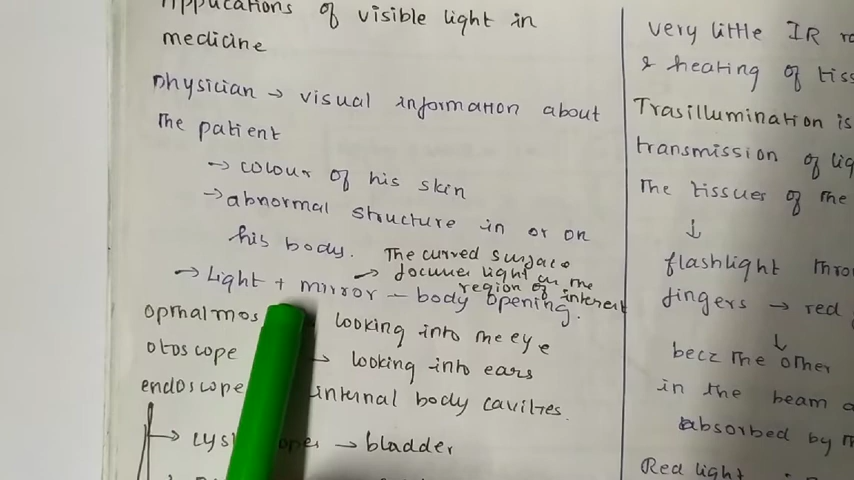 Applications of visible light in
medicine
physician → visual information about
the patient
→ colour of his skin
→ abnormal structure in or on
his body.
The curved surface
→ focuses light on the
region of interest
→ Light + mirror - body opening.
looking into the eye
otoscope → looking into ears
endoscope internal body cavities.
→ bladder
very little IR
& heating of
Trasillumination is
transmission of
The tissues of the
↓
flashlight
fingers → red
↓
becz the other
in the beam
absorbed by
Red light